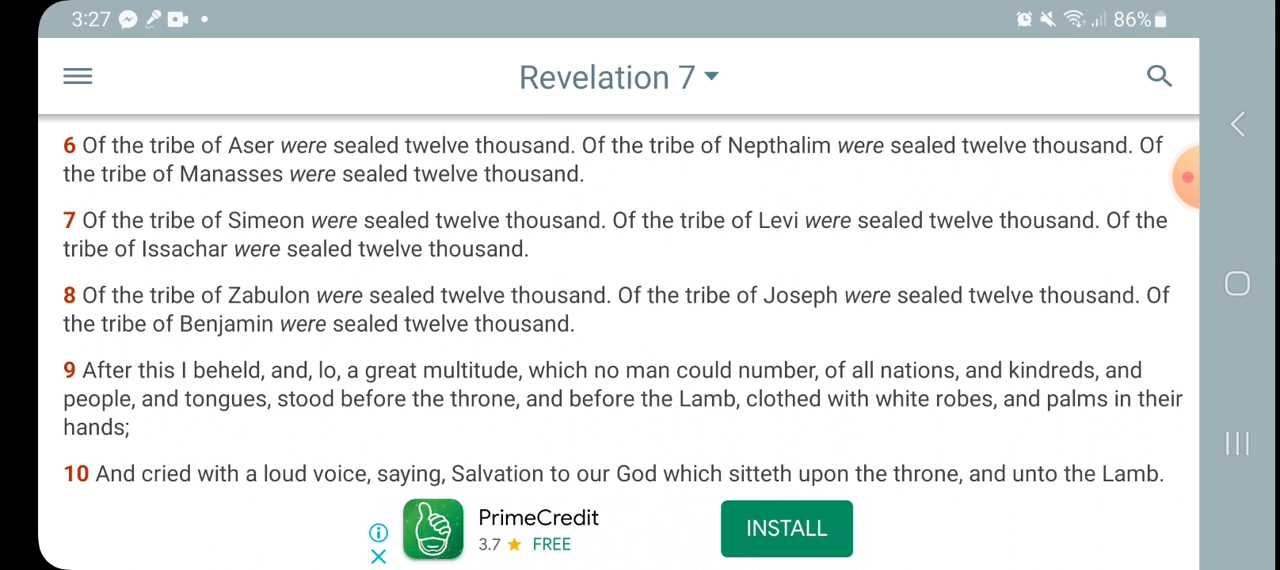 3:27
86%
Revelation 7
6 Of the tribe of Aser were sealed twelve thousand. Of the tribe of Nepthalim were sealed twelve thousand. Of
the tribe of Manasses were sealed twelve thousand.
7 Of the tribe of Simeon were sealed twelve thousand. Of the tribe of Levi were sealed twelve thousand. Of the
tribe of Issachar were sealed twelve thousand.
8 Of the tribe of Zabulon were sealed twelve thousand. Of the tribe of Joseph were sealed twelve thousand. Of
the tribe of Benjamin were sealed twelve thousand.
9 After this I beheld, and, lo, a great multitude, which no man could number, of all nations, and kindreds, and
people, and tongues, stood before the throne, and before the Lamb, clothed with white robes, and palms in their
hands;
10 And cried with a loud voice, saying, Salvation to our God which sitteth upon the throne, and unto the Lamb.
PrimeCredit
3.7 ★ FREE
INSTALL